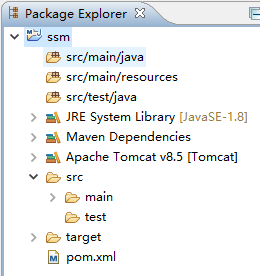 Package Explorer
ssm
src/main/java
src/main/resources
src/test/java
JRE System Library [JavaSE-1.8]
Maven Dependencies
Apache Tomcat v8.5 [Tomcat]
src
main
test
target
pom.xml